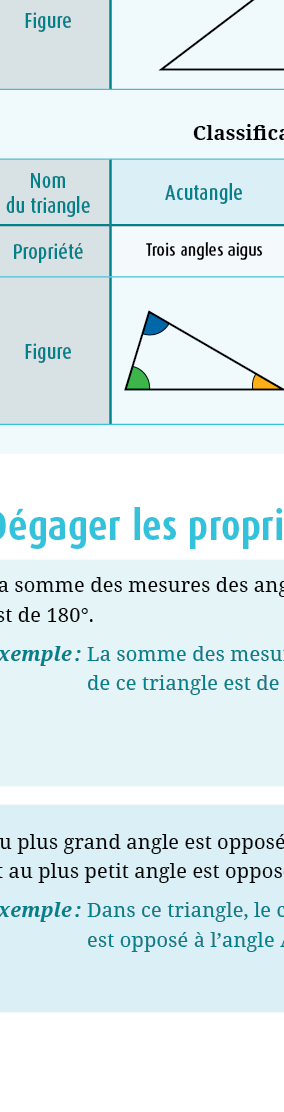 Figure
Classifica
Nom
du triangle
Acutangle
Propriété
Trois angles aigus
Figure
Dégager les propri
a somme des mesures des ang
st de 180°.
xemple : La somme des mesu
de ce triangle est de
u plus grand angle est opposé
t au plus petit angle est oppos
xemple : Dans ce triangle, le c
est opposé à l’angle A